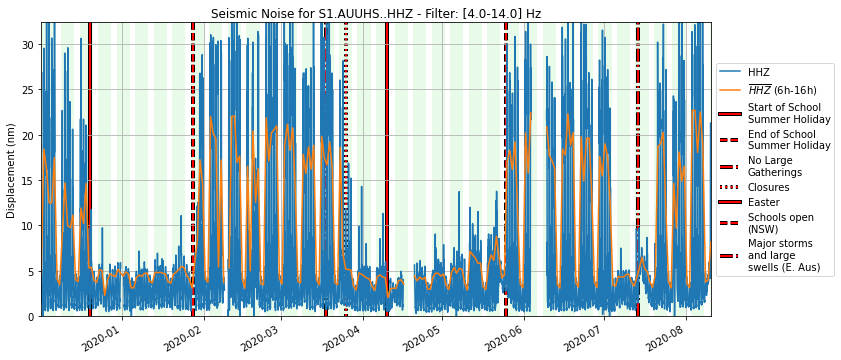 Seismic Noise for S1.AUUHS..HHZ - Filter: [4.0-14.0] Hz
Displacement (nm)
30
25
20
15
10
5
0
2020-01
2020-02
2020-03
2020-04
2020-05
2020-06
2020-07
2020-08
HHZ
HHZ (6h-16h)
Start of School
Summer Holiday
End of School
Summer Holiday
No Large
Gatherings
Closures
Easter
Schools open
(NSW)
Major storms
and large
swells (E. Aus)